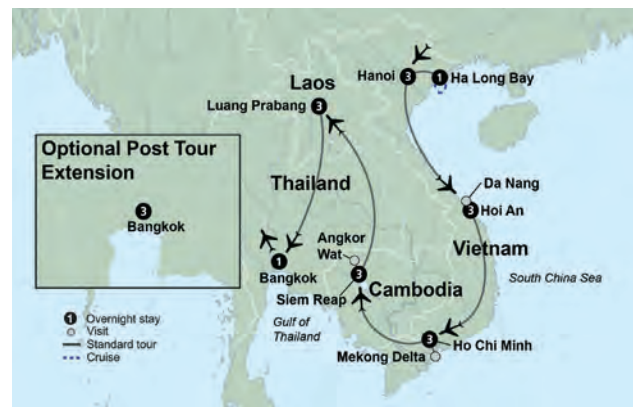 Hanoi
3
1
Ha Long Bay
Laos
Luang Prabang
3
Optional Post Tour
Extension
3
Bangkok
Thailand
Da Nang
3
Hoi An
Angkor
Wat
Vietnam
1
Bangkok
3
Siem Reap
Cambodia
South China Sea
Gulf of
Thailand
3
Ho Chi Minh
Mekong Delta
1 Overnight stay
Visit
Standard tour
Cruise